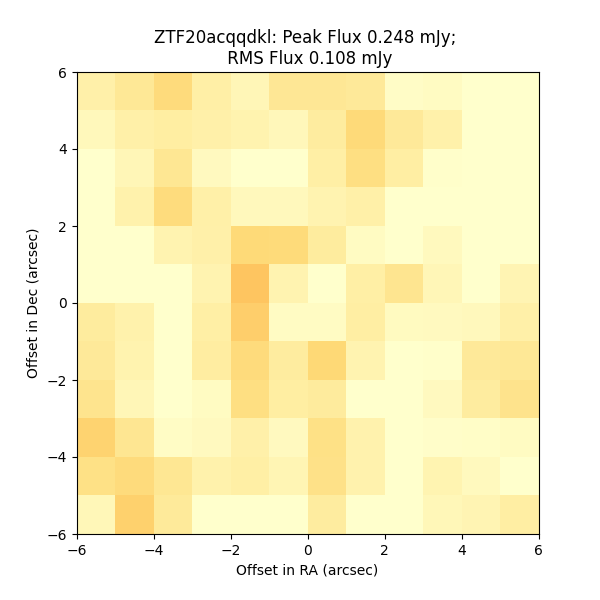 ZTF20acqqdkl: Peak Flux 0.248 mJy;
RMS Flux 0.108 mJy
6
4
2
0
−2
−4
−6
Offset in Dec (arcsec)
−6 −4 −2 0 2 4 6
Offset in RA (arcsec)